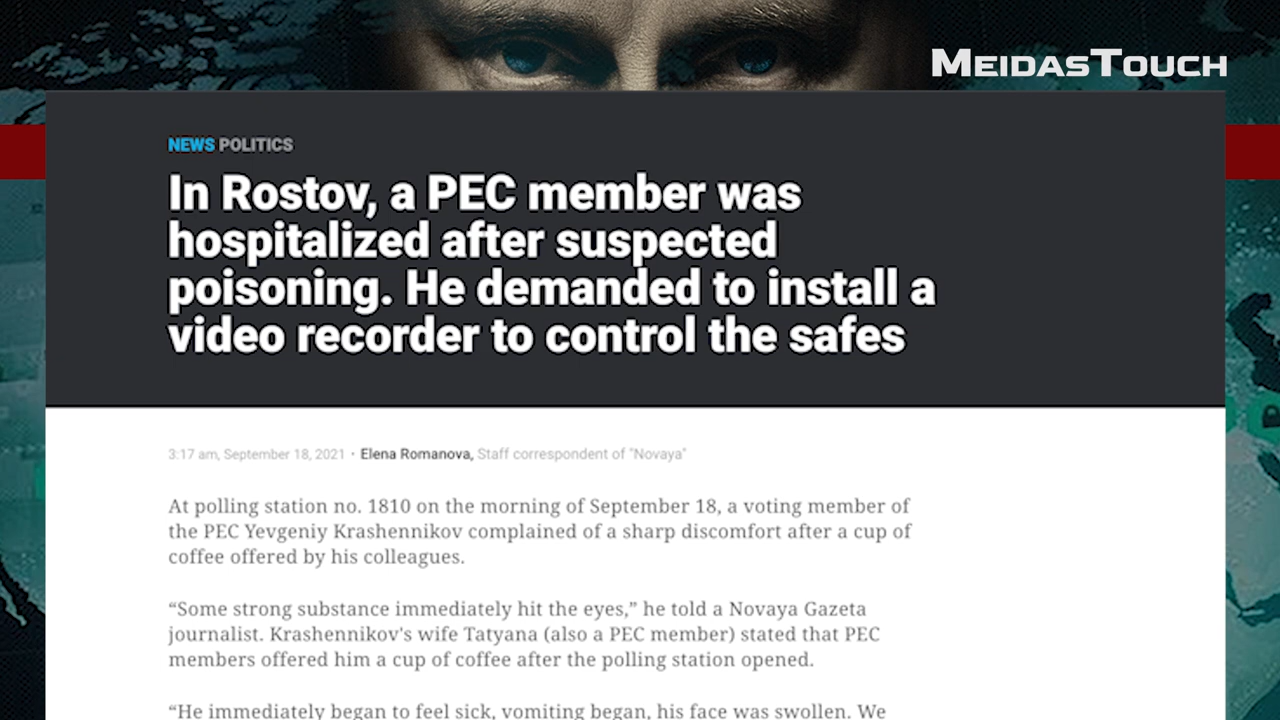 MEIDASTOUCH
NEWS POLITICS
In Rostov, a PEC member was
hospitalized after suspected
poisoning. He demanded to install a
video recorder to control the safes
3:17 am, September 18, 2021 · Elena Romanova, Staff correspondent of "Novaya"
At polling station no. 1810 on the morning of September 18, a voting member of
the PEC Yevgeniy Krashennikov complained of a sharp discomfort after a cup of
coffee offered by his colleagues.
“Some strong substance immediately hit the eyes,” he told a Novaya Gazeta
journalist. Krashennikov's wife Tatyana (also a PEC member) stated that PEC
members offered him a cup of coffee after the polling station opened.
“He immediately began to feel sick, vomiting began, his face was swollen. We